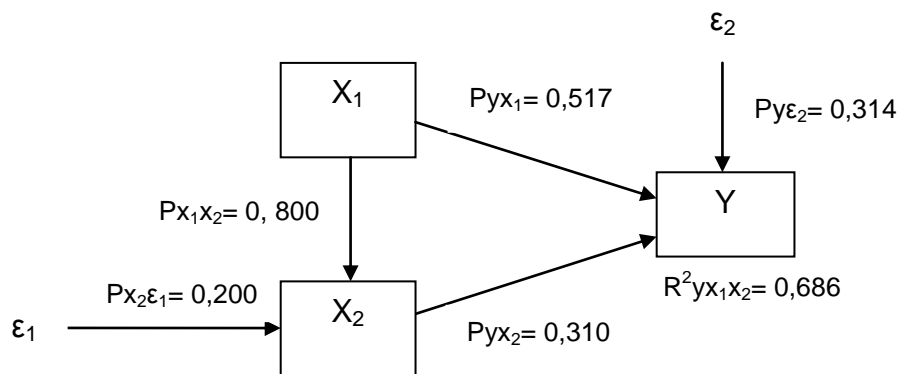 ε₂
X₁
Pyx₁= 0,517
Pyε₂= 0,314
Y
Px₁x₂= 0, 800
R²yx₁x₂= 0,686
Px₂ε₁= 0,200
X₂
ε₁
Pyx₂= 0,310